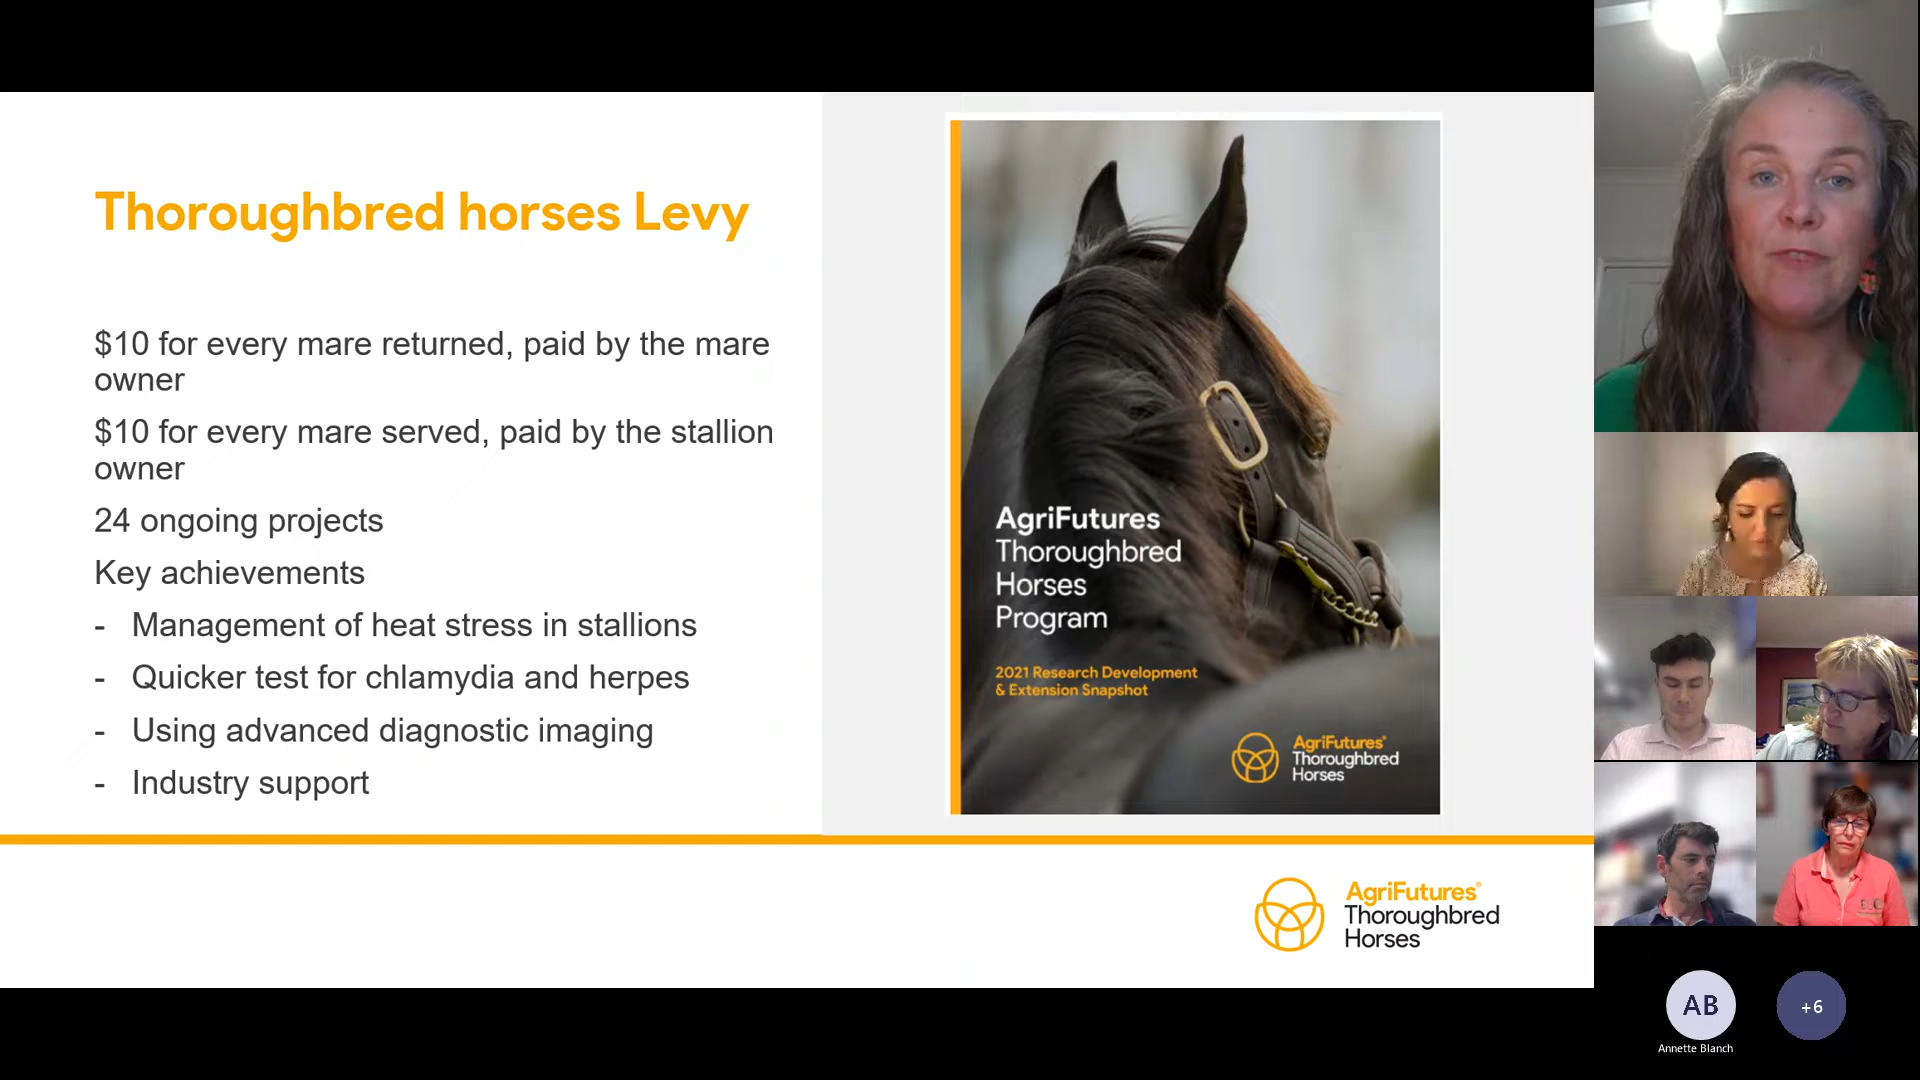 Thoroughbred horses Levy
$10 for every mare returned, paid by the mare
owner
$10 for every mare served, paid by the stallion
owner
24 ongoing projects
Key achievements
- Management of heat stress in stallions
- Quicker test for chlamydia and herpes
- Using advanced diagnostic imaging
- Industry support
AgriFutures
Thoroughbred
Horses
Program
2021 Research Development
& Extension Snapshot
AgriFutures®
Thoroughbred
Horses
AgriFutures®
Thoroughbred
Horses
AB
+6
Annette Blanch